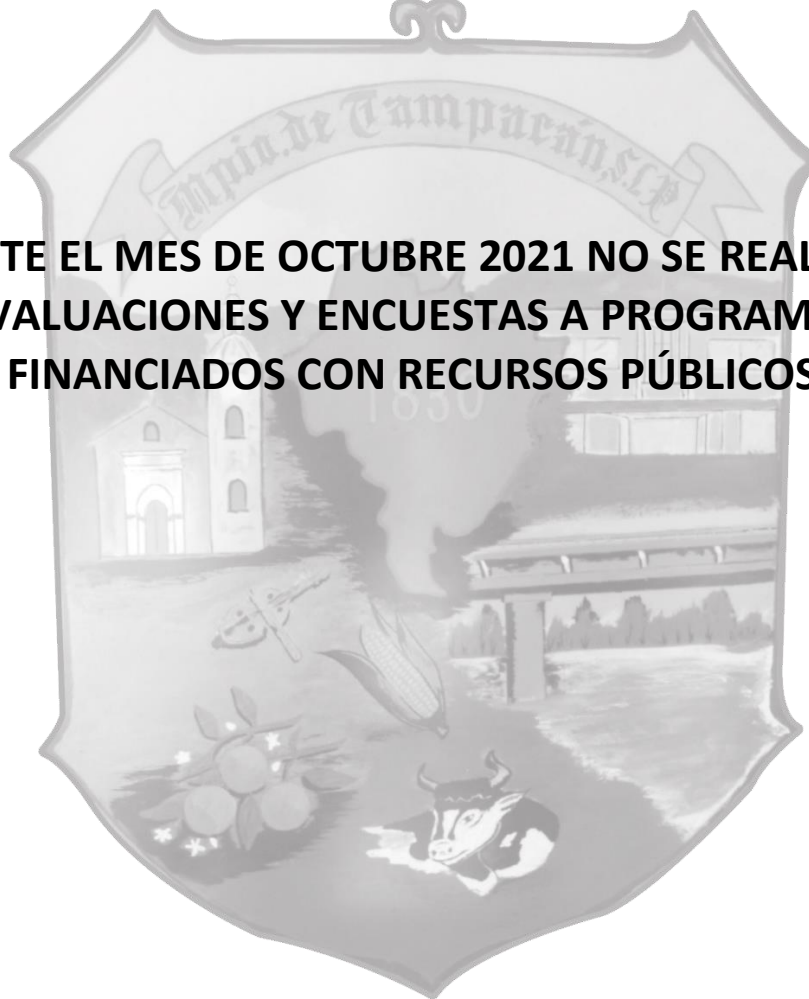 Mpio. de Tampacán, S.L.P
TE EL MES DE OCTUBRE 2021 NO SE REAL
VALUACIONES Y ENCUESTAS A PROGRAM
FINANCIADOS CON RECURSOS PÚBLICOS
1830